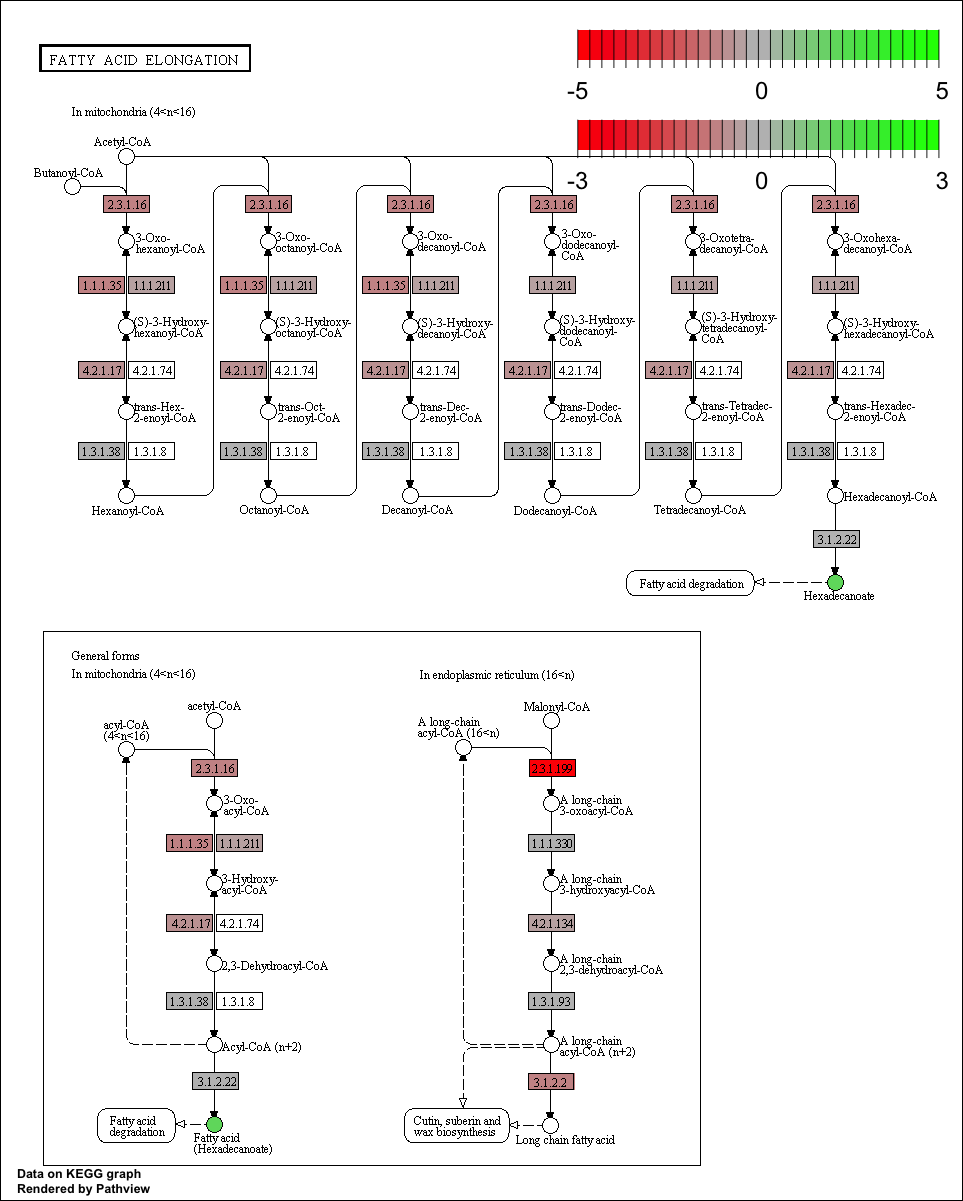 FATTY ACID ELONGATION
-5 0 5
-3 0 3
In mitochondria (4<n<16)
Acetyl-CoA
Butanoyl-CoA
2.3.1.16 2.3.1.16 2.3.1.16 2.3.1.16 2.3.1.16 2.3.1.16
3-Oxo- 3-Oxo- 3-Oxo- 3-Oxo- 3-Oxotetra- 3-Oxohexa-
hexanoyl-CoA octanoyl-CoA decanoyl-CoA dodecanoyl- decanoyl-CoA decanoyl-CoA
CoA
1.1.1.35 1.1.1.211 1.1.1.35 1.1.1.211 1.1.1.35 1.1.1.211 1.1.1.211 1.1.1.211 1.1.1.211
(S)-3-Hydroxy- (S)-3-Hydroxy- (S)-3-Hydroxy- (S)-3-Hydroxy- (S)-3-Hydroxy- (S)-3-Hydroxy-
hexanoyl-CoA octanoyl-CoA decanoyl-CoA dodecanoyl- tetradecanoyl- hexadecanoyl-CoA
CoA CoA
4.2.1.17 4.2.1.74 4.2.1.17 4.2.1.74 4.2.1.17 4.2.1.74 4.2.1.17 4.2.1.74 4.2.1.17 4.2.1.74 4.2.1.17 4.2.1.74
trans-Hex- trans-Oct- trans-Dec- trans-Dodec- trans-Tetradec- trans-Hexadec-
2-enoyl-CoA 2-enoyl-CoA 2-enoyl-CoA 2-enoyl-CoA 2-enoyl-CoA 2-enoyl-CoA
1.3.1.38 1.3.1.8 1.3.1.38 1.3.1.8 1.3.1.38 1.3.1.8 1.3.1.38 1.3.1.8 1.3.1.38 1.3.1.8 1.3.1.38 1.3.1.8
Hexanoyl-CoA Octanoyl-CoA Decanoyl-CoA Dodecanoyl-CoA Tetradecanoyl-CoA Hexadecanoyl-CoA
3.1.2.22
Fatty acid degradation
Hexadecanoate
General forms
In mitochondria (4<n<16)
acetyl-CoA
acyl-CoA
(4<n<16)
2.3.1.16
3-Oxo-
acyl-CoA
1.1.1.35 1.1.1.211
3-Hydroxy-
acyl-CoA
4.2.1.17 4.2.1.74
2,3-Dehydroacyl-CoA
1.3.1.38 1.3.1.8
Acyl-CoA (n+2)
3.1.2.22
Fatty acid
degradation
Fatty acid
(Hexadecanoate)
In endoplasmic reticulum (16<n)
Malonyl-CoA
A long-chain
acyl-CoA (16<n)
2.3.1.199
A long-chain
3-oxoacyl-CoA
1.1.1.330
A long-chain
3-hydroxyacyl-CoA
4.2.1.134
A long-chain
2,3-dehydroacyl-CoA
1.3.1.93
A long-chain
acyl-CoA (n+2)
3.1.2.2
Cutin, suberin and
wax biosynthesis
Long chain fatty acid
Data on KEGG graph
Rendered by Pathview